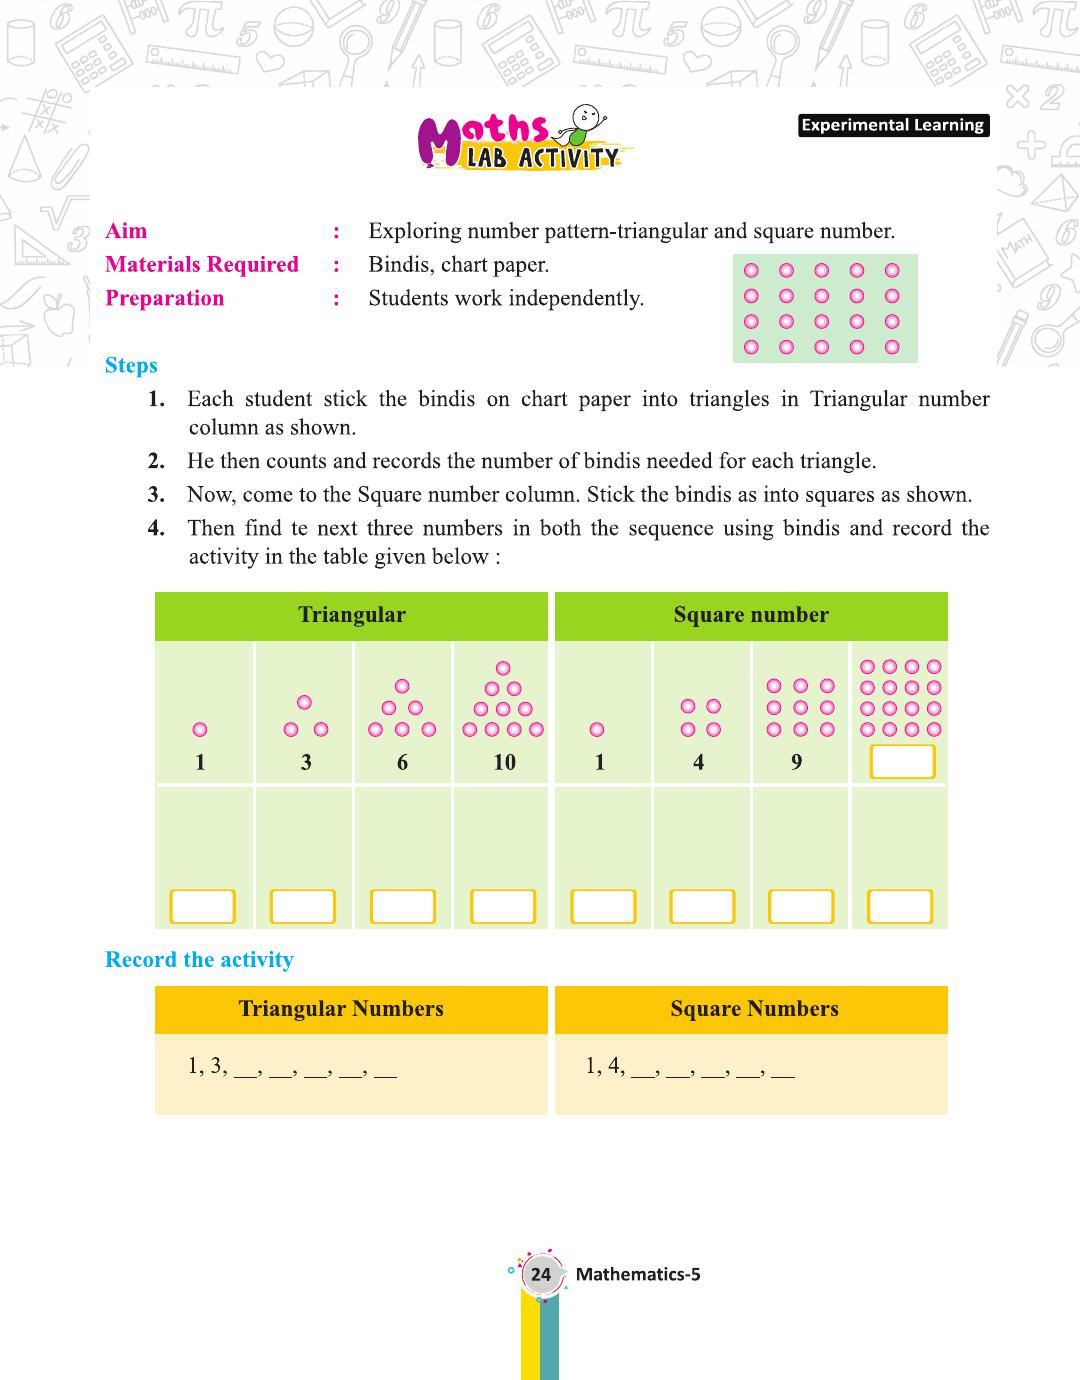 Maths
LAB ACTIVITY
Experimental Learning
Aim : Exploring number pattern-triangular and square number.
Materials Required : Bindis, chart paper.
Preparation : Students work independently.
Steps
1. Each student stick the bindis on chart paper into triangles in Triangular number
column as shown.
2. He then counts and records the number of bindis needed for each triangle.
3. Now, come to the Square number column. Stick the bindis as into squares as shown.
4. Then find te next three numbers in both the sequence using bindis and record the
activity in the table given below :
Triangular Square number
1 3 6 10 1 4 9
Record the activity
Triangular Numbers Square Numbers
1, 3, __, __, __, __, __ 1, 4, __, __, __, __, __
24 Mathematics-5